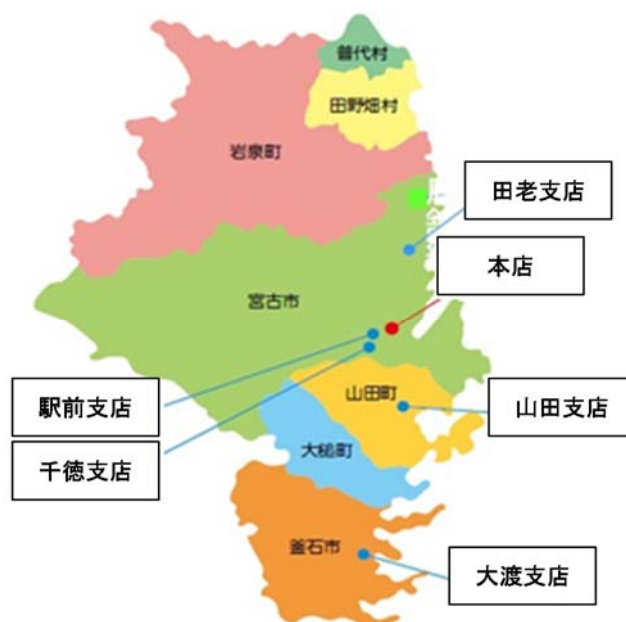 普代村
田野畑村
岩泉町
田老支店
本店
宮古市
駅前支店
山田町
山田支店
千徳支店
大槌町
釜石市
大渡支店